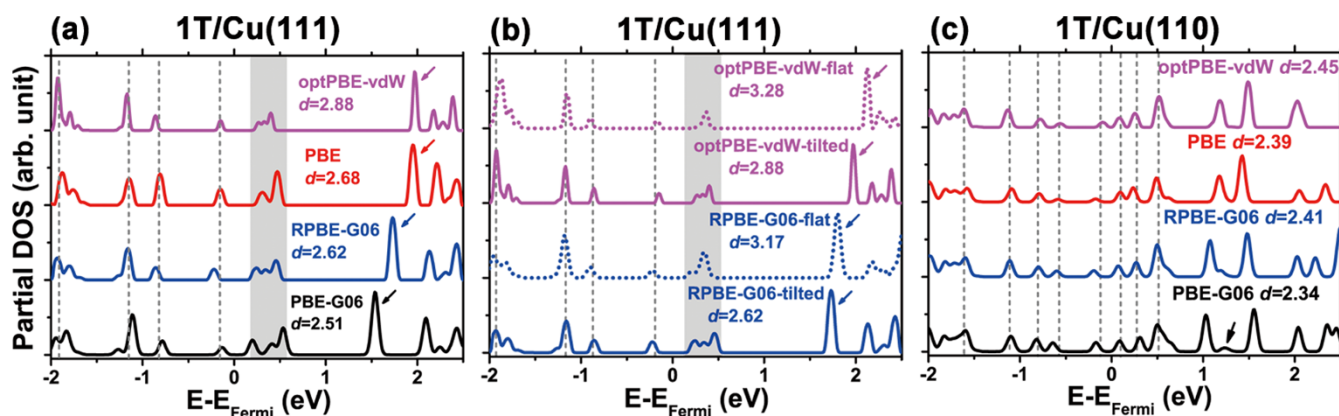 (a) 1T/Cu(111)
optPBE-vdW
d=2.88
PBE
d=2.68
RPBE-G06
d=2.62
PBE-G06
d=2.51
Partial DOS (arb. unit)
-2 -1 0 1 2
E-EFermi (eV)
(b) 1T/Cu(111)
optPBE-vdW-flat
d=3.28
optPBE-vdW-tilted
d=2.88
RPBE-G06-flat
d=3.17
RPBE-G06-tilted
d=2.62
-2 -1 0 1 2
E-EFermi (eV)
(c) 1T/Cu(110)
optPBE-vdW d=2.45
PBE d=2.39
RPBE-G06 d=2.41
PBE-G06 d=2.34
-2 -1 0 1 2
E-EFermi (eV)